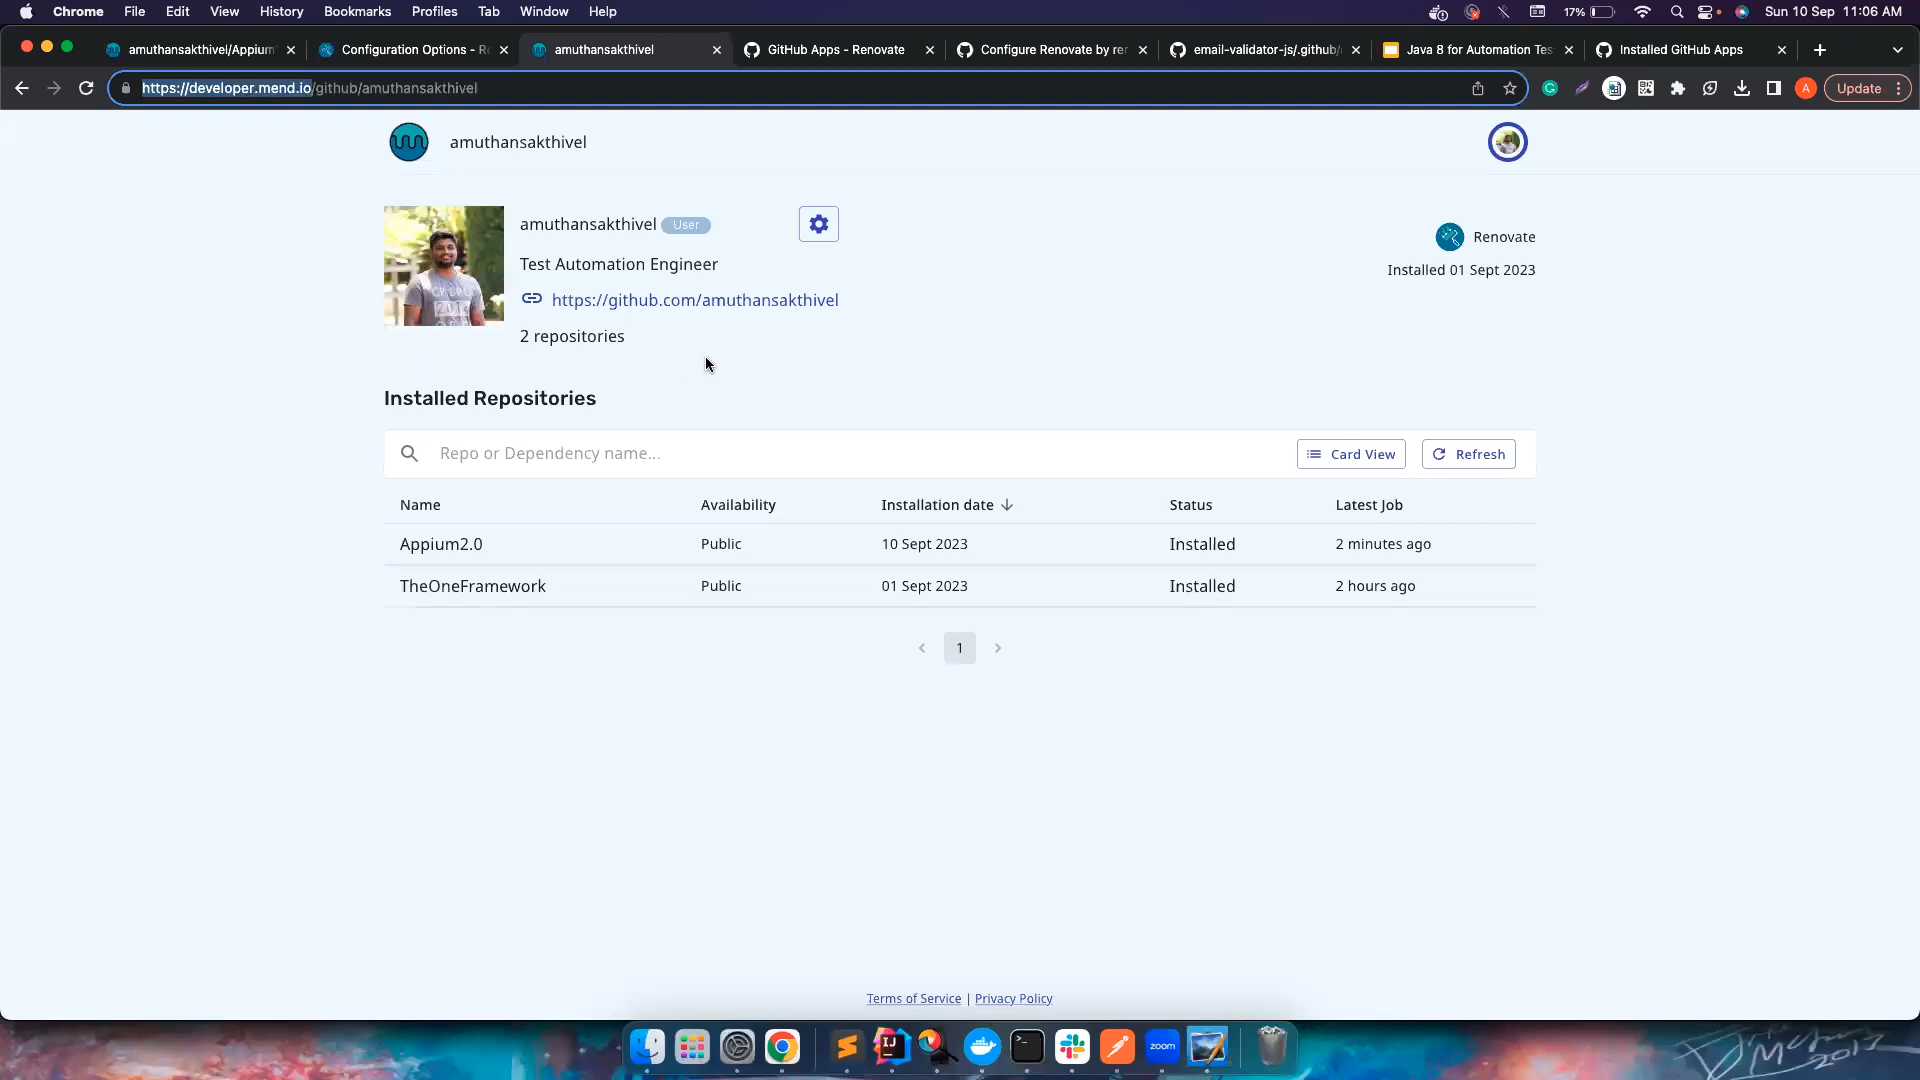 Chrome File Edit View History Bookmarks Profiles Tab Window Help 17% Sun 10 Sep 11:06 AM
amuthansakthivel/Appium Configuration Options - Re amuthansakthivel GitHub Apps - Renovate Configure Renovate by rer email-validator-js/.github/ Java 8 for Automation Tes Installed GitHub Apps
https://developer.mend.io/github/amuthansakthivel G A Update
amuthansakthivel
amuthansakthivel User
Renovate
Test Automation Engineer
Installed 01 Sept 2023
https://github.com/amuthansakthivel
2 repositories
Installed Repositories
Repo or Dependency name... Card View Refresh
Name Availability Installation date Status Latest Job
Appium2.0 Public 10 Sept 2023 Installed 2 minutes ago
TheOneFramework Public 01 Sept 2023 Installed 2 hours ago
1
Terms of Service | Privacy Policy
IJ zoom
2017